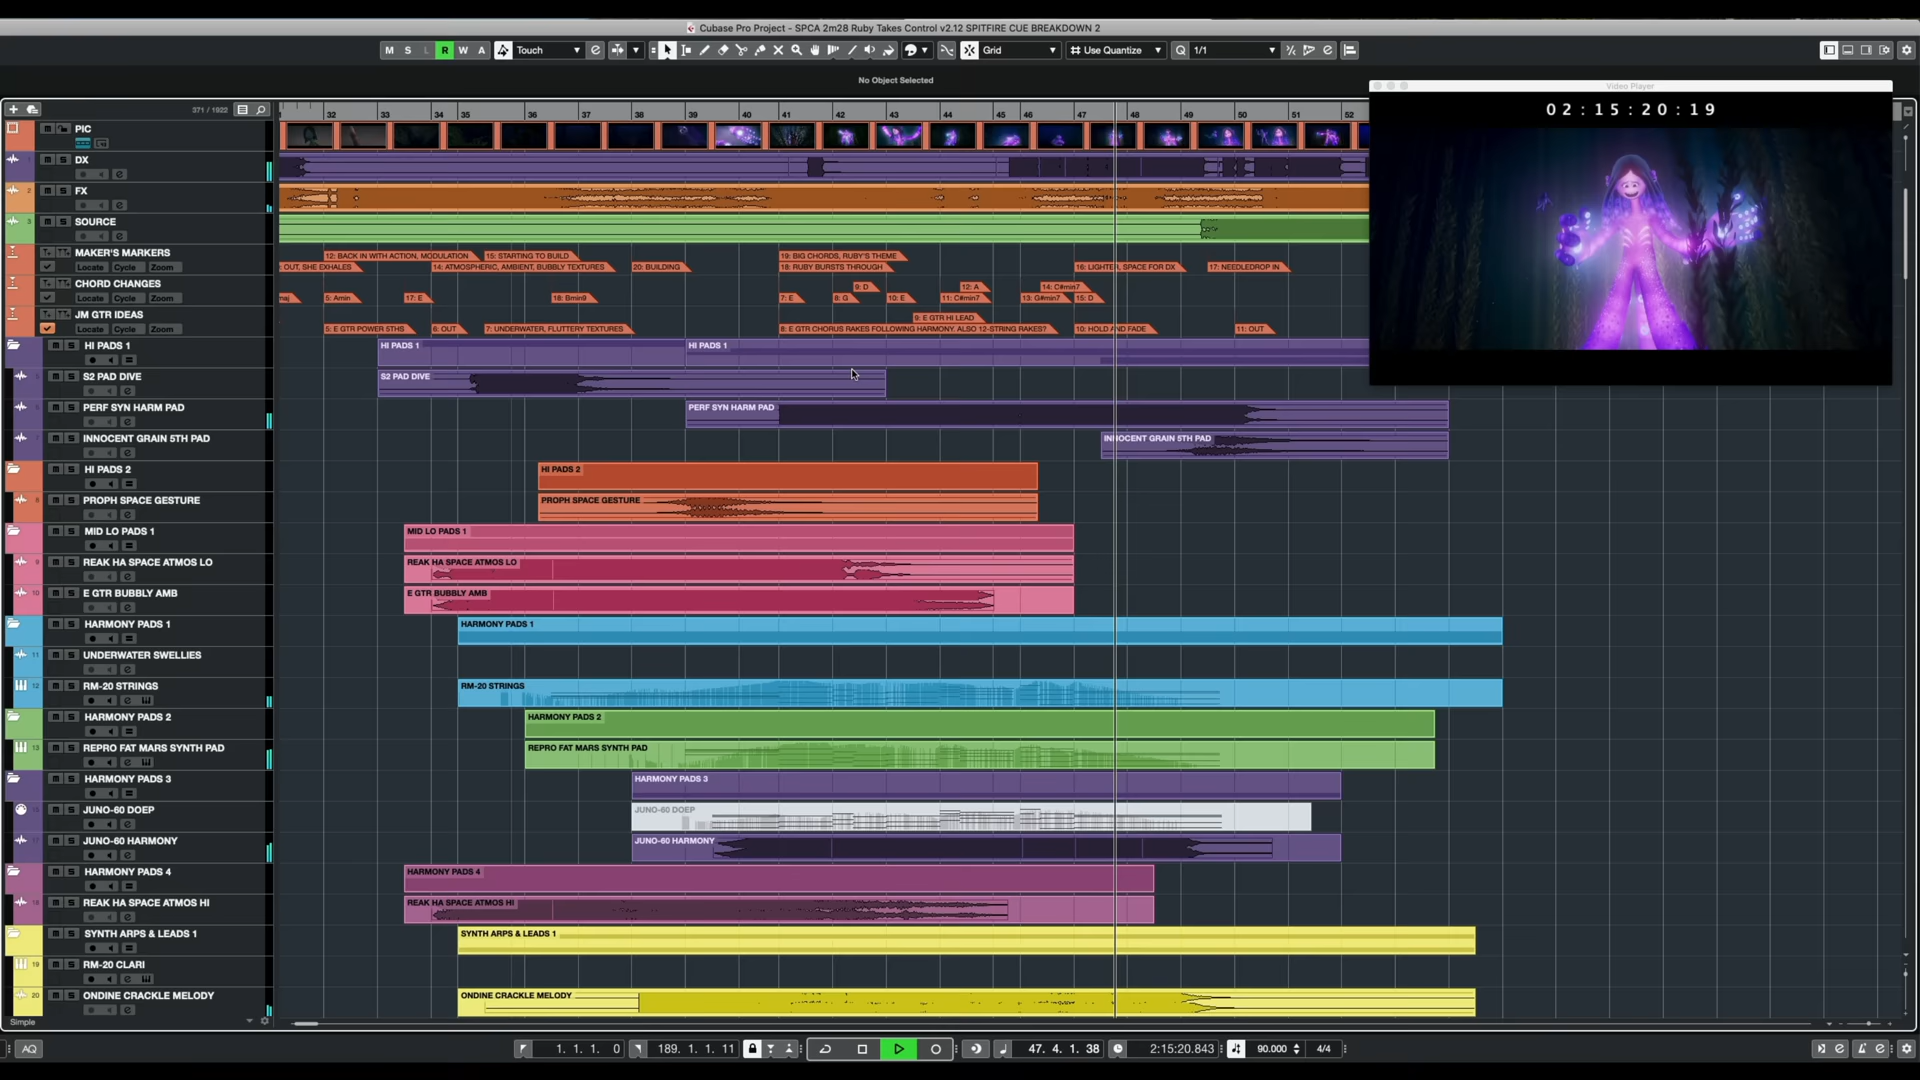 Cubase Pro Project - SPCA 2m28 Ruby Takes Control v2.12 SPITFIRE CUE BREAKDOWN 2
M S L R W A Touch Grid Use Quantize Q 1/1
No Object Selected
Video Player
02:15:20:19
371 / 1922
32 33 34 35 36 37 38 39 40 41 42 43 44 45 46 47 48 49 50 51 52
PIC
DX
FX
SOURCE
MAKER'S MARKERS
Locate Cycle Zoom
12: BACK IN WITH ACTION, MODULATION 15: STARTING TO BUILD 19: BIG CHORDS, RUBY'S THEME
: OUT, SHE EXHALES 14: ATMOSPHERIC, AMBIENT, BUBBLY TEXTURES 20: BUILDING 18: RUBY BURSTS THROUGH 16: LIGHTER, SPACE FOR DX 17: NEEDLEDROP IN
CHORD CHANGES
Locate Cycle Zoom
9: D 12: A 14: C#min7
maj 5: Amin 17: E 18: Bmin9 7: E 8: G 10: E 11: C#min7 13: G#min7 15: D
JM GTR IDEAS
Locate Cycle Zoom
9: E GTR HI LEAD
5: E GTR POWER 5THS 6: OUT 7: UNDERWATER, FLUTTERY TEXTURES 8: E GTR CHORUS RAKES FOLLOWING HARMONY. ALSO 12-STRING RAKES? 10: HOLD AND FADE 11: OUT
HI PADS 1 HI PADS 1 HI PADS 1
S2 PAD DIVE S2 PAD DIVE
PERF SYN HARM PAD PERF SYN HARM PAD
INNOCENT GRAIN 5TH PAD INNOCENT GRAIN 5TH PAD
HI PADS 2 HI PADS 2
PROPH SPACE GESTURE PROPH SPACE GESTURE
MID LO PADS 1 MID LO PADS 1
REAK HA SPACE ATMOS LO REAK HA SPACE ATMOS LO
E GTR BUBBLY AMB E GTR BUBBLY AMB
HARMONY PADS 1 HARMONY PADS 1
UNDERWATER SWELLIES
RM-20 STRINGS RM-20 STRINGS
HARMONY PADS 2 HARMONY PADS 2
REPRO FAT MARS SYNTH PAD REPRO FAT MARS SYNTH PAD
HARMONY PADS 3 HARMONY PADS 3
JUNO-60 DOEP JUNO-60 DOEP
JUNO-60 HARMONY JUNO-60 HARMONY
HARMONY PADS 4 HARMONY PADS 4
REAK HA SPACE ATMOS HI REAK HA SPACE ATMOS HI
SYNTH ARPS & LEADS 1 SYNTH ARPS & LEADS 1
RM-20 CLARI
ONDINE CRACKLE MELODY ONDINE CRACKLE MELODY
Simple
AQ 1. 1. 1. 0 189. 1. 1. 11 47. 4. 1. 38 2:15:20.843 90.000 4/4